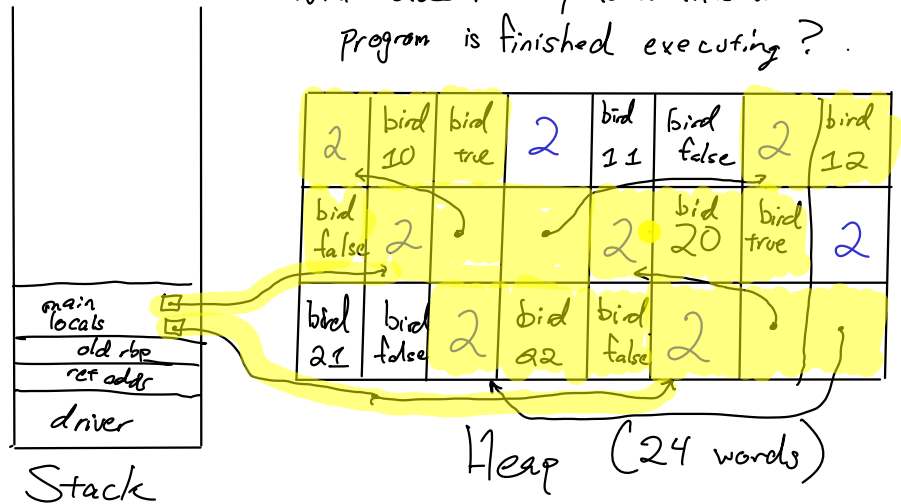 program is finished executing?
2 bird 10 bird true 2 bird 11 bird false 2 bird 12
bird false 2 2 bid 20 bird true 2
bird 21 bird false 2 bird 22 bird false 2
main
locals
old rbp
ret addr
driver
Stack
Heap (24 words)